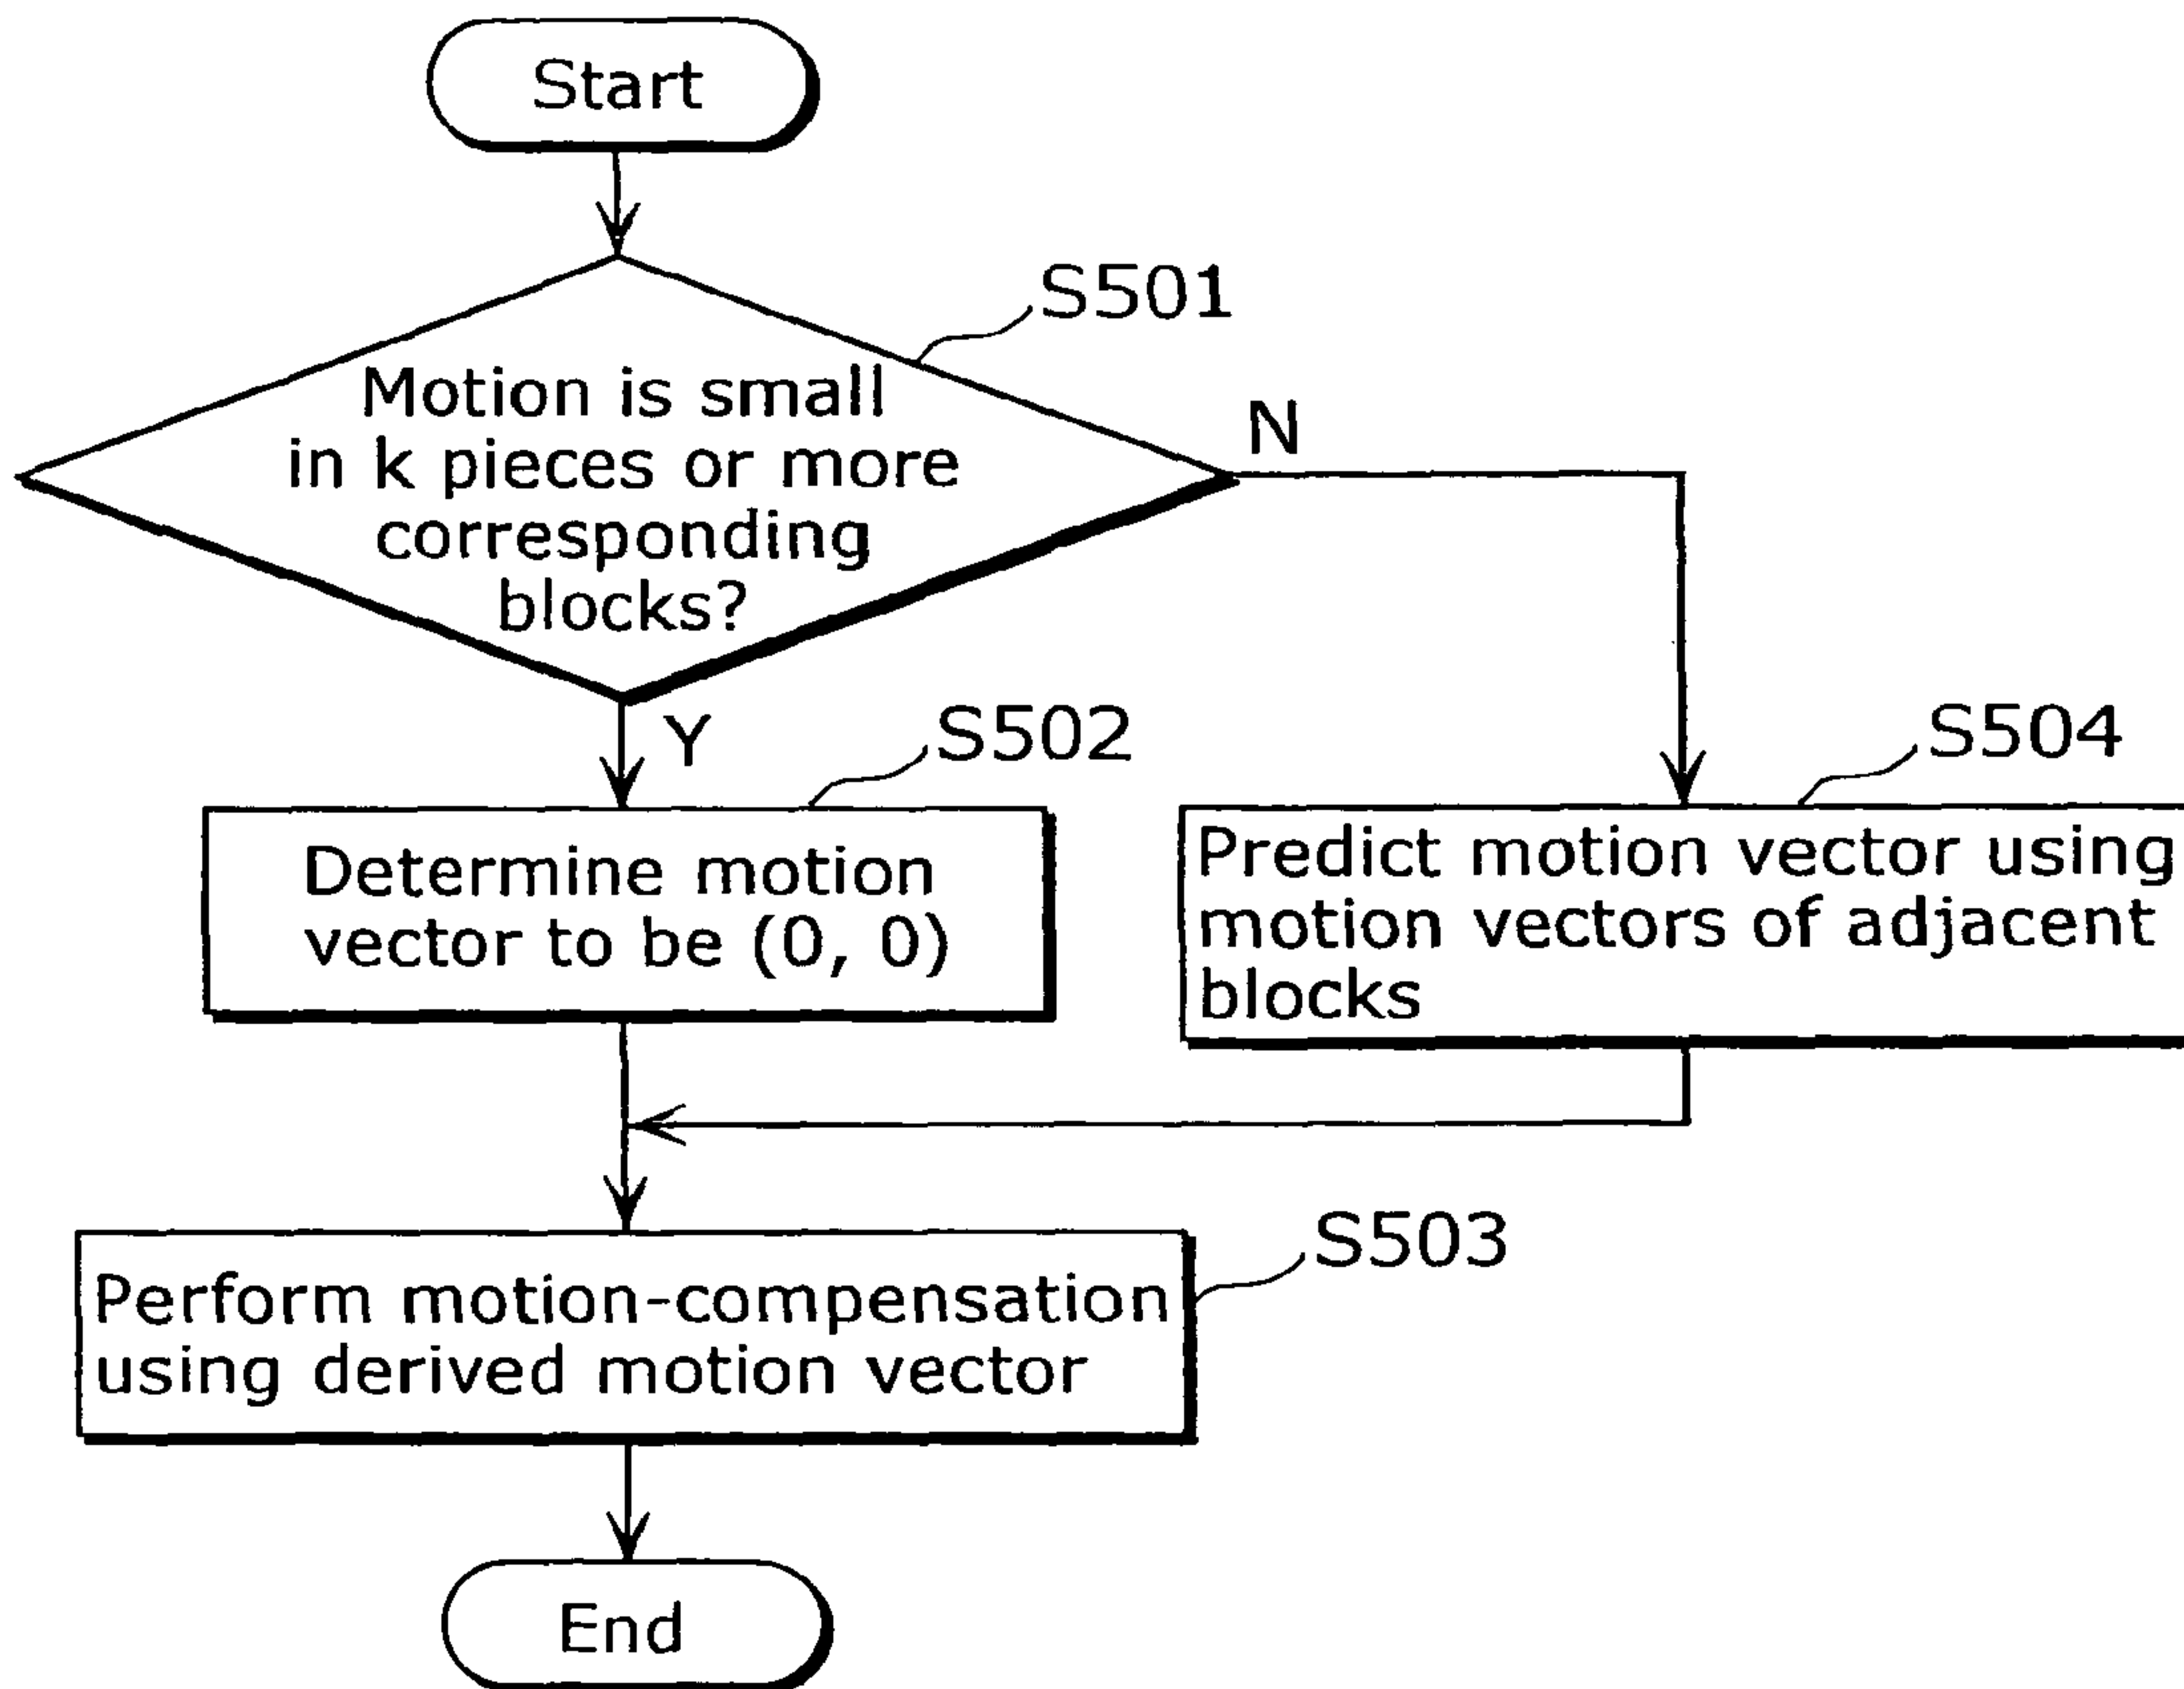 Start
S501
Motion is small
in k pieces or more
corresponding
blocks?
N
Y
S502
Determine motion
vector to be (0, 0)
S504
Predict motion vector using
motion vectors of adjacent
blocks
S503
Perform motion-compensation
using derived motion vector
End